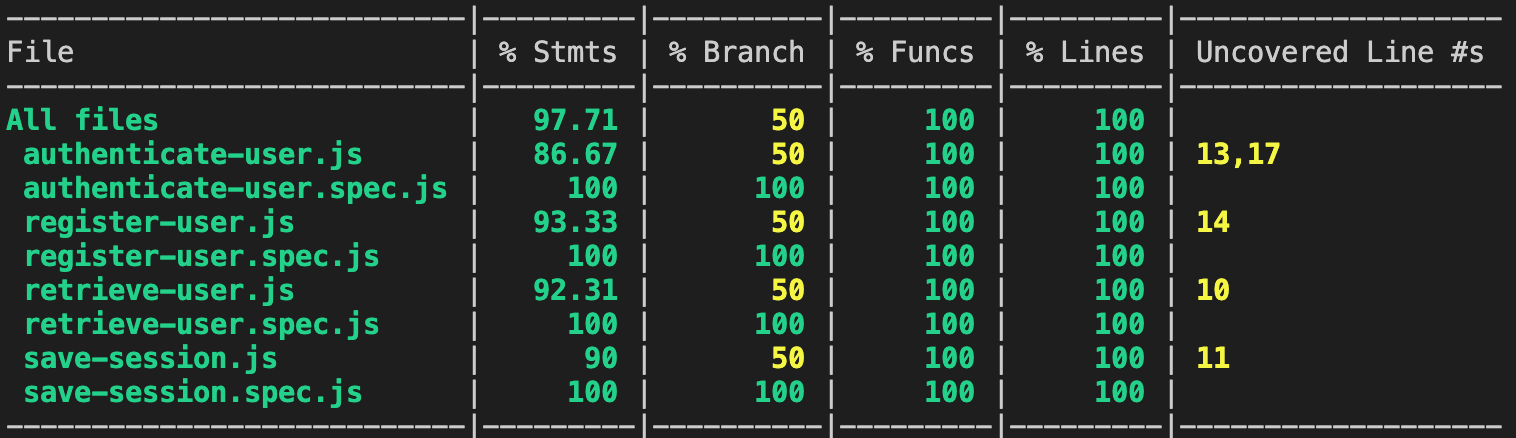 File | % Stmts | % Branch | % Funcs | % Lines | Uncovered Line #s
All files | 97.71 | 50 | 100 | 100 |
authenticate-user.js | 86.67 | 50 | 100 | 100 | 13,17
authenticate-user.spec.js | 100 | 100 | 100 | 100 |
register-user.js | 93.33 | 50 | 100 | 100 | 14
register-user.spec.js | 100 | 100 | 100 | 100 |
retrieve-user.js | 92.31 | 50 | 100 | 100 | 10
retrieve-user.spec.js | 100 | 100 | 100 | 100 |
save-session.js | 90 | 50 | 100 | 100 | 11
save-session.spec.js | 100 | 100 | 100 | 100 |